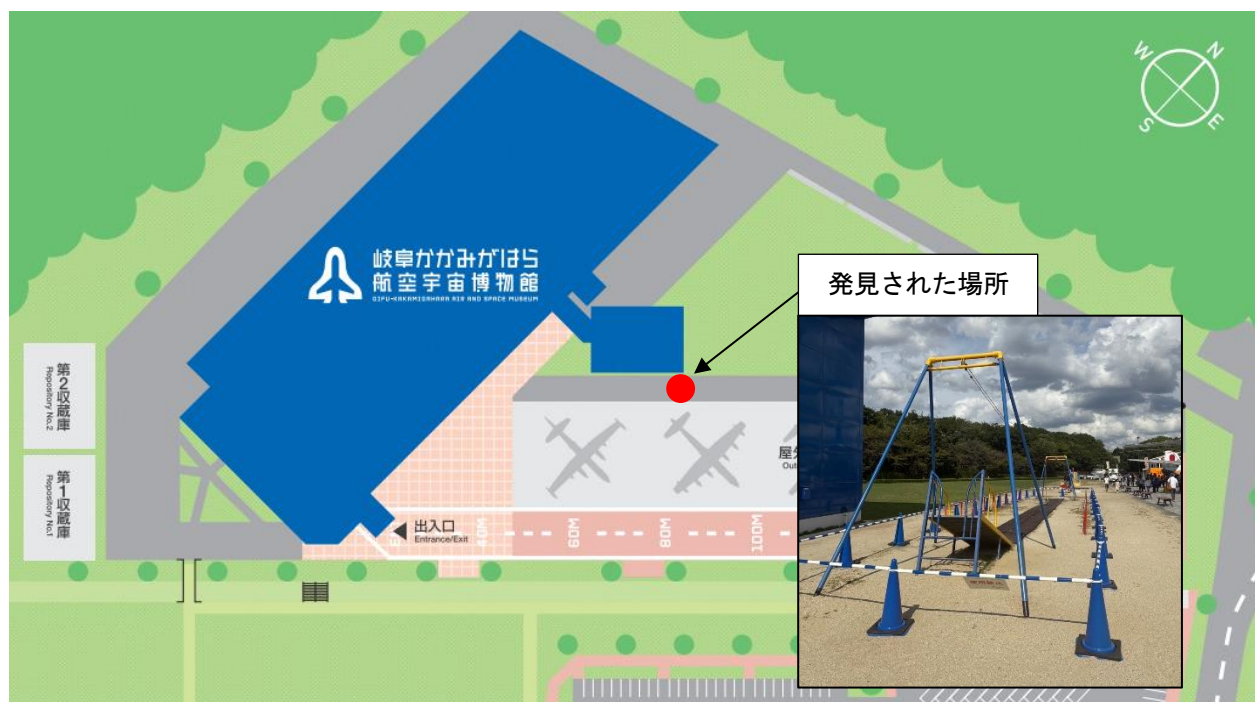 W
N
S
E
岐阜かかみがはら
航空宇宙博物館
GIFU-KAKAMIGAHARA AIR AND SPACE MUSEUM
発見された場所
第2収蔵庫
Repository No.2
第1収蔵庫
Repository No.1
屋
Out
出入口
Entrance/Exit
40M
60M
80M
100M